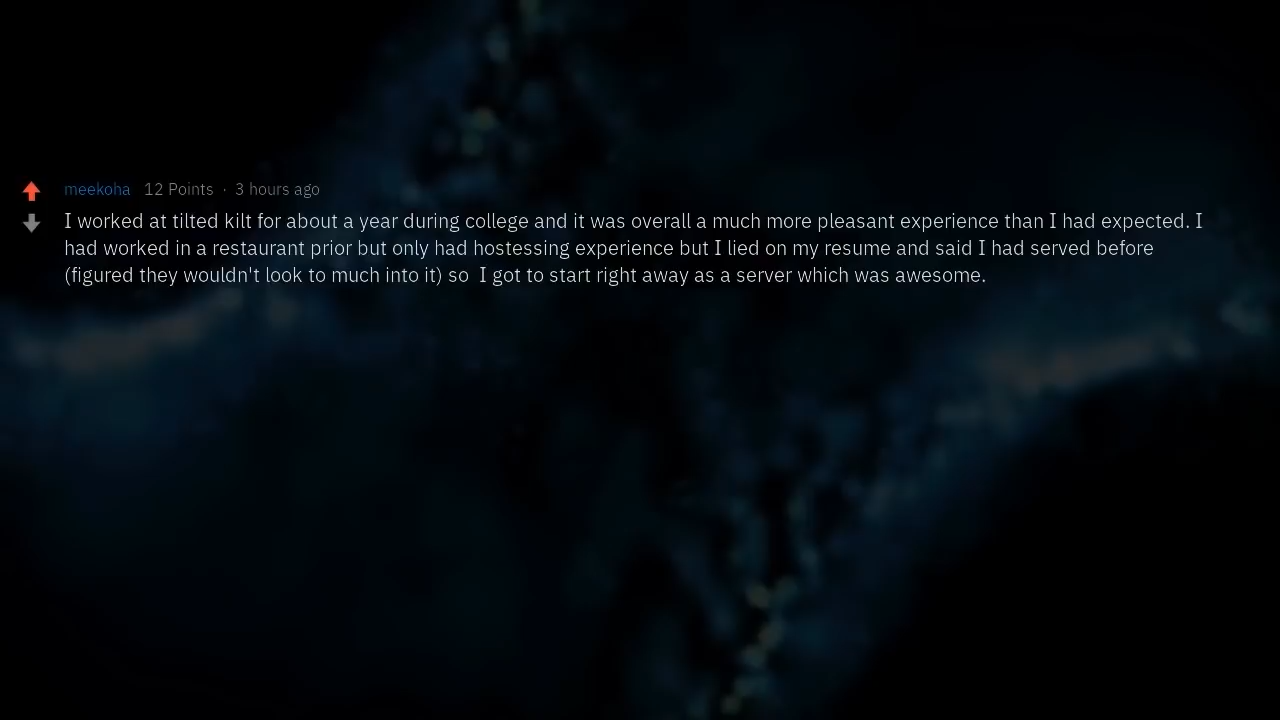 meekoha 12 Points · 3 hours ago
I worked at tilted kilt for about a year during college and it was overall a much more pleasant experience than I had expected. I
had worked in a restaurant prior but only had hostessing experience but I lied on my resume and said I had served before
(figured they wouldn't look to much into it) so  I got to start right away as a server which was awesome.